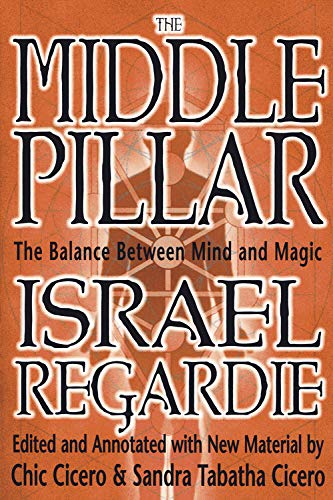 THE
MIDDLE
PILLAR
The Balance Between Mind and Magic
ISRAEL
REGARDIE
Edited and Annotated with New Material by
Chic Cicero & Sandra Tabatha Cicero